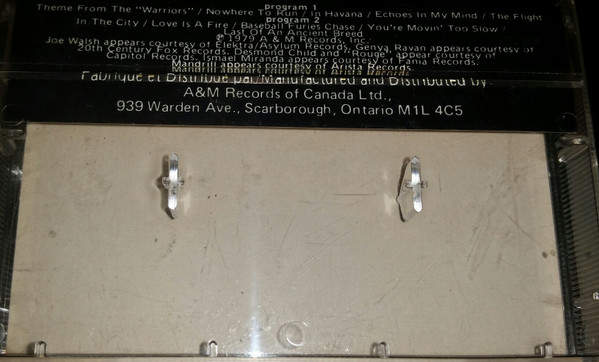 program 1
Theme From The "Warriors" / Nowhere To Run / In Havana / Echoes In My Mind / The Flight
program 2
In The City / Love Is A Fire / Baseball Furies Chase / You're Movin' Too Slow /
Last Of An Ancient Breed
℗ 1979 A & M Records, Inc.
Joe Walsh appears courtesy of Elektra/Asylum Records, Genya Ravan appears courtesy of
20th Century Fox Records. Desmond Child and "Rouge" appear courtesy of
Capitol Records. Ismael Miranda appears courtesy of Fania Records.
Mandrill appears courtesy of Arista Records.
Fabriqué et Distribué par/Manufactured and Distributed by
A&M Records of Canada Ltd.,
939 Warden Ave., Scarborough, Ontario M1L 4C5